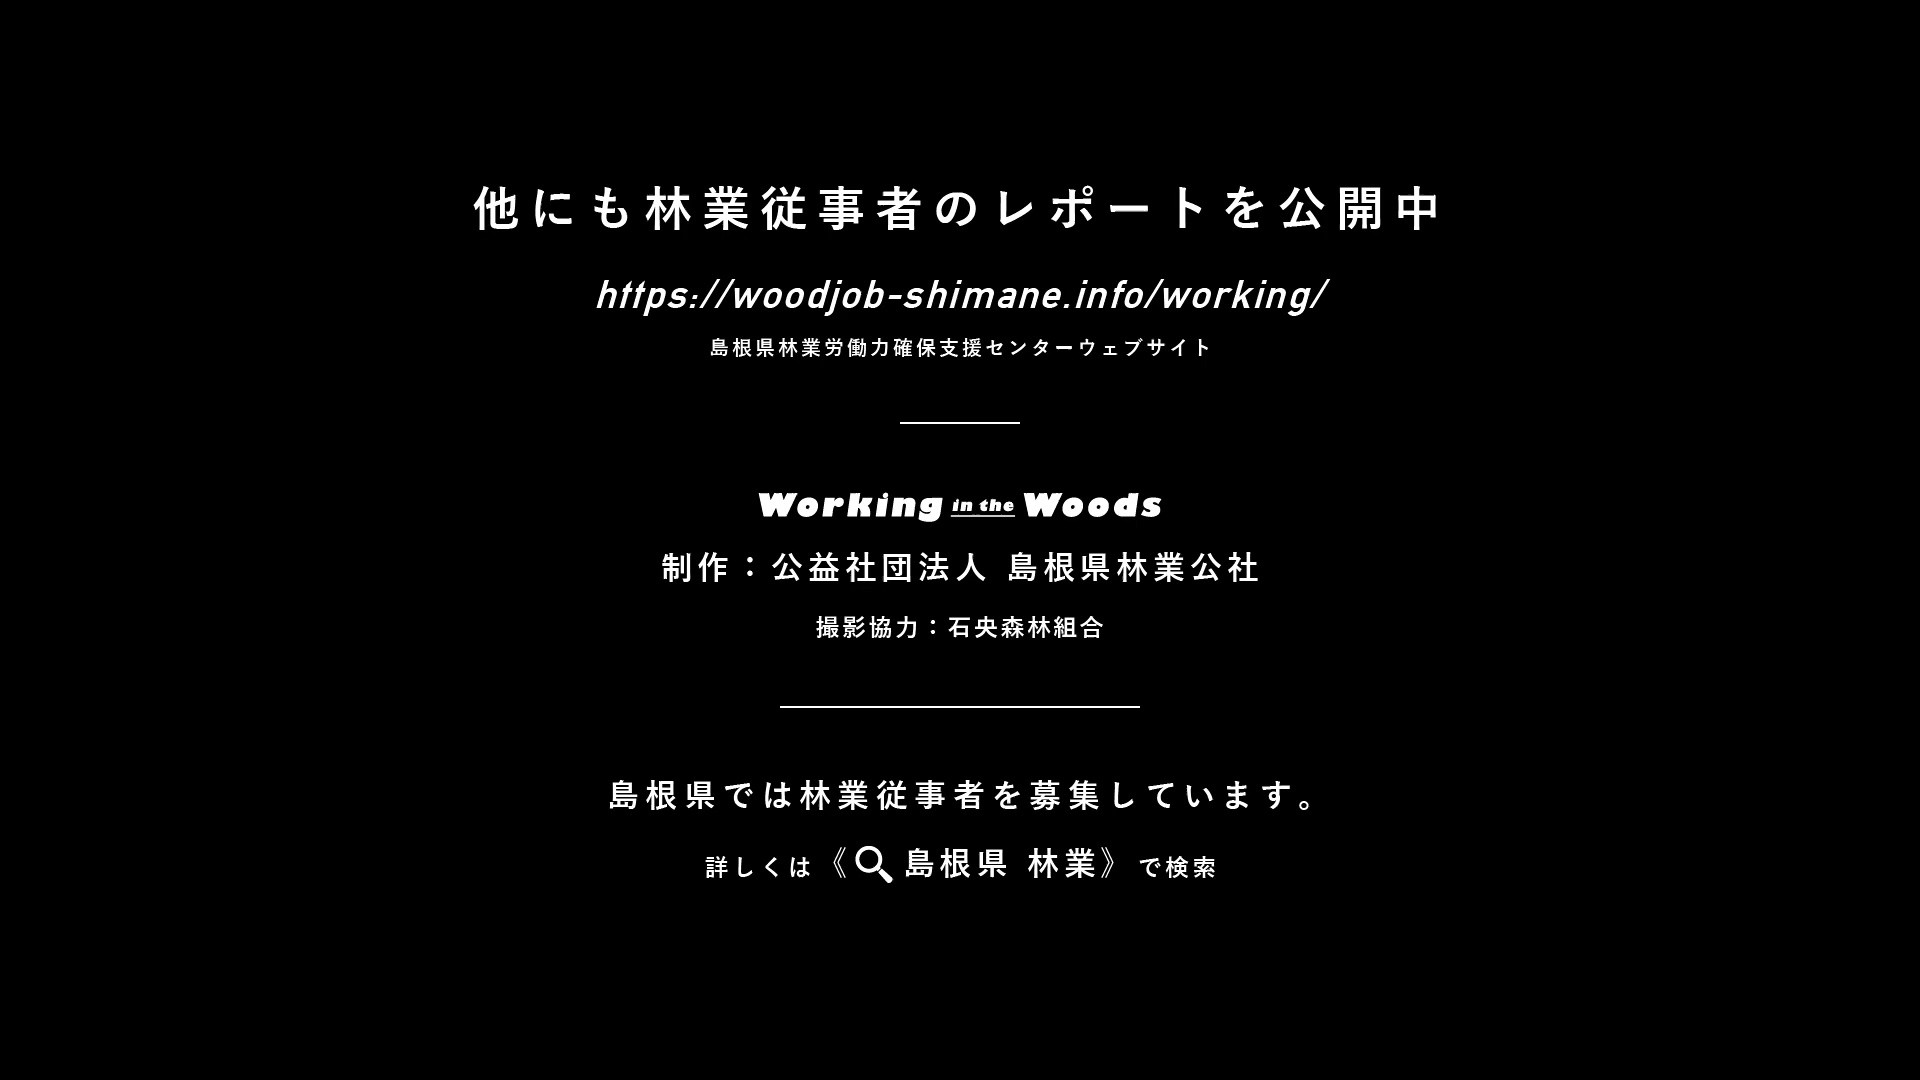 他にも林業従事者のレポートを公開中
https://woodjob-shimane.info/working/
島根県林業労働力確保支援センターウェブサイト
Working in the Woods
制作：公益社団法人 島根県林業公社
撮影協力：石央森林組合
島根県では林業従事者を募集しています。
詳しくは《島根県 林業》で検索